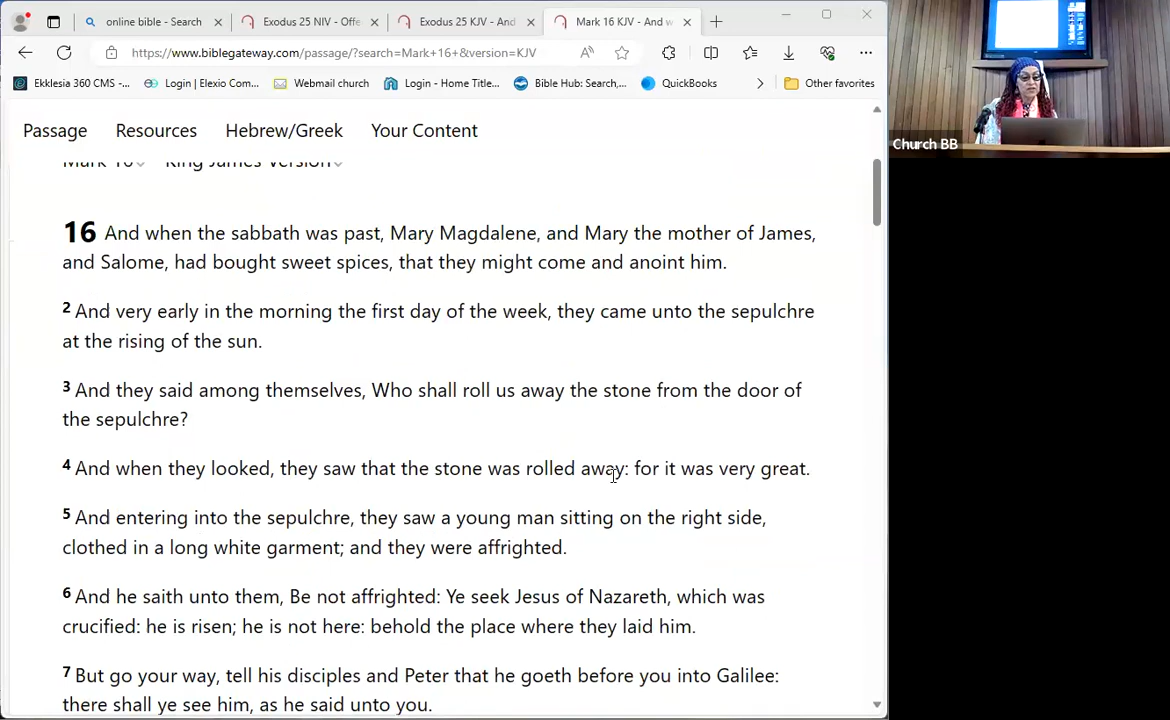 online bible - Search
Exodus 25 NIV - Offe
Exodus 25 KJV - And
Mark 16 KJV - And w
https://www.biblegateway.com/passage/?search=Mark+16+&version=KJV
Ekklesia 360 CMS -...
Login | Elexio Com...
Webmail church
Login - Home Title...
Bible Hub: Search,...
QuickBooks
Other favorites
Passage
Resources
Hebrew/Greek
Your Content
Mark 16
King James Version
16 And when the sabbath was past, Mary Magdalene, and Mary the mother of James,
and Salome, had bought sweet spices, that they might come and anoint him.
2 And very early in the morning the first day of the week, they came unto the sepulchre
at the rising of the sun.
3 And they said among themselves, Who shall roll us away the stone from the door of
the sepulchre?
4 And when they looked, they saw that the stone was rolled away: for it was very great.
5 And entering into the sepulchre, they saw a young man sitting on the right side,
clothed in a long white garment; and they were affrighted.
6 And he saith unto them, Be not affrighted: Ye seek Jesus of Nazareth, which was
crucified: he is risen; he is not here: behold the place where they laid him.
7 But go your way, tell his disciples and Peter that he goeth before you into Galilee:
there shall ye see him, as he said unto you.
Church BB